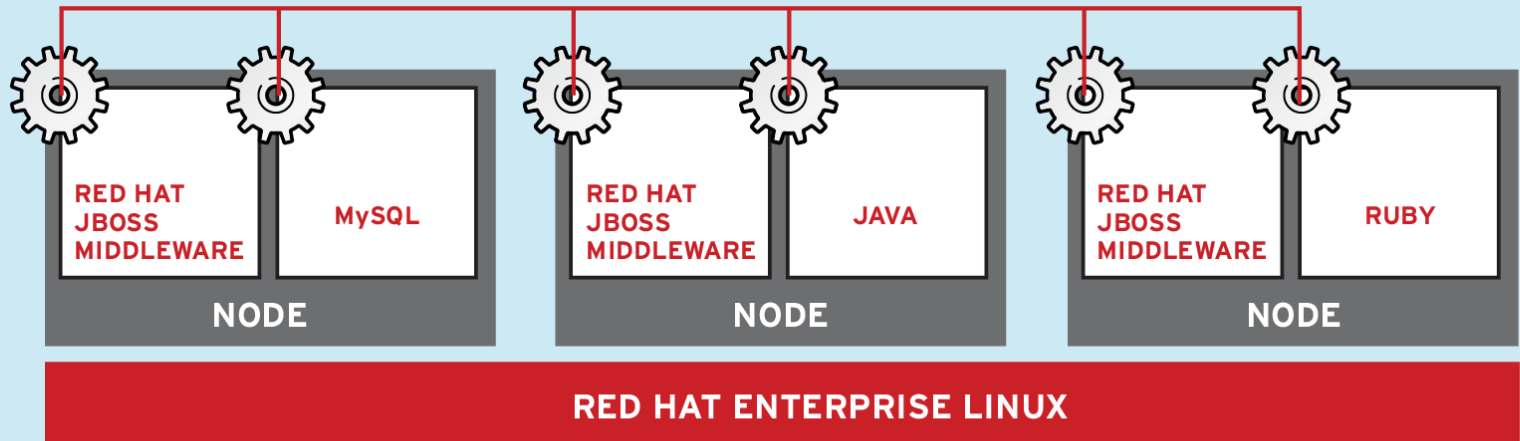 RED HAT
JBOSS
MIDDLEWARE
MySQL
NODE
RED HAT
JBOSS
MIDDLEWARE
JAVA
NODE
RED HAT
JBOSS
MIDDLEWARE
RUBY
NODE
RED HAT ENTERPRISE LINUX